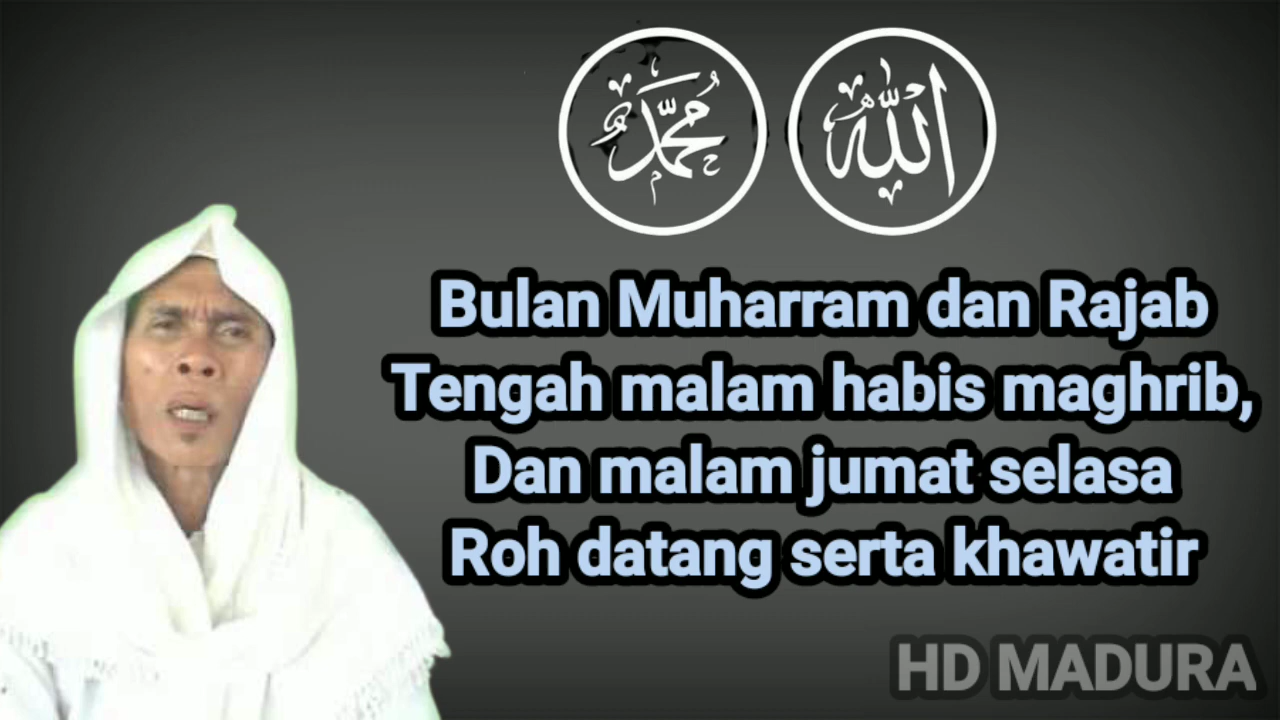 محمد
الله
Bulan Muharram dan Rajab
Tengah malam habis maghrib,
Dan malam jumat selasa
Roh datang serta khawatir
HD MADURA